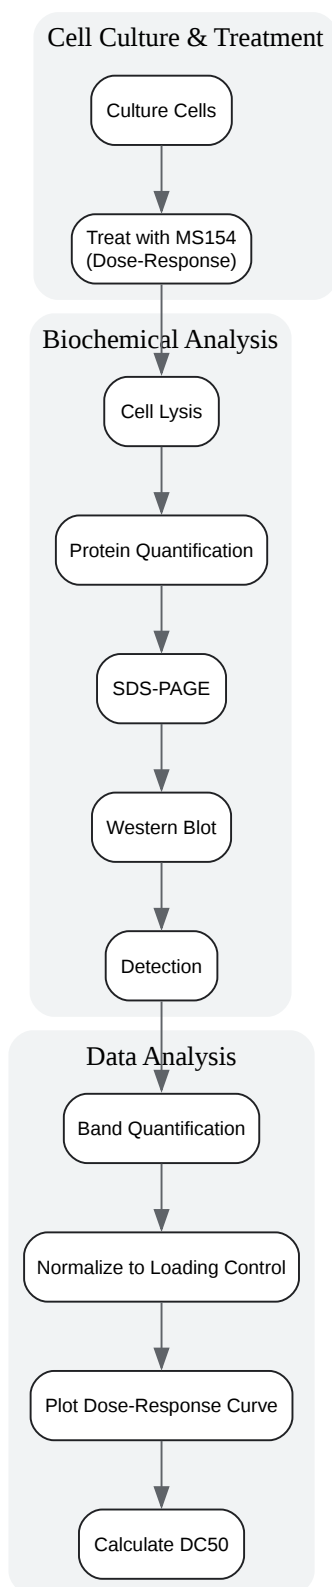 Cell Culture & Treatment
Culture Cells
Treat with MS154
(Dose-Response)
Biochemical Analysis
Cell Lysis
Protein Quantification
SDS-PAGE
Western Blot
Detection
Data Analysis
Band Quantification
Normalize to Loading Control
Plot Dose-Response Curve
Calculate DC50